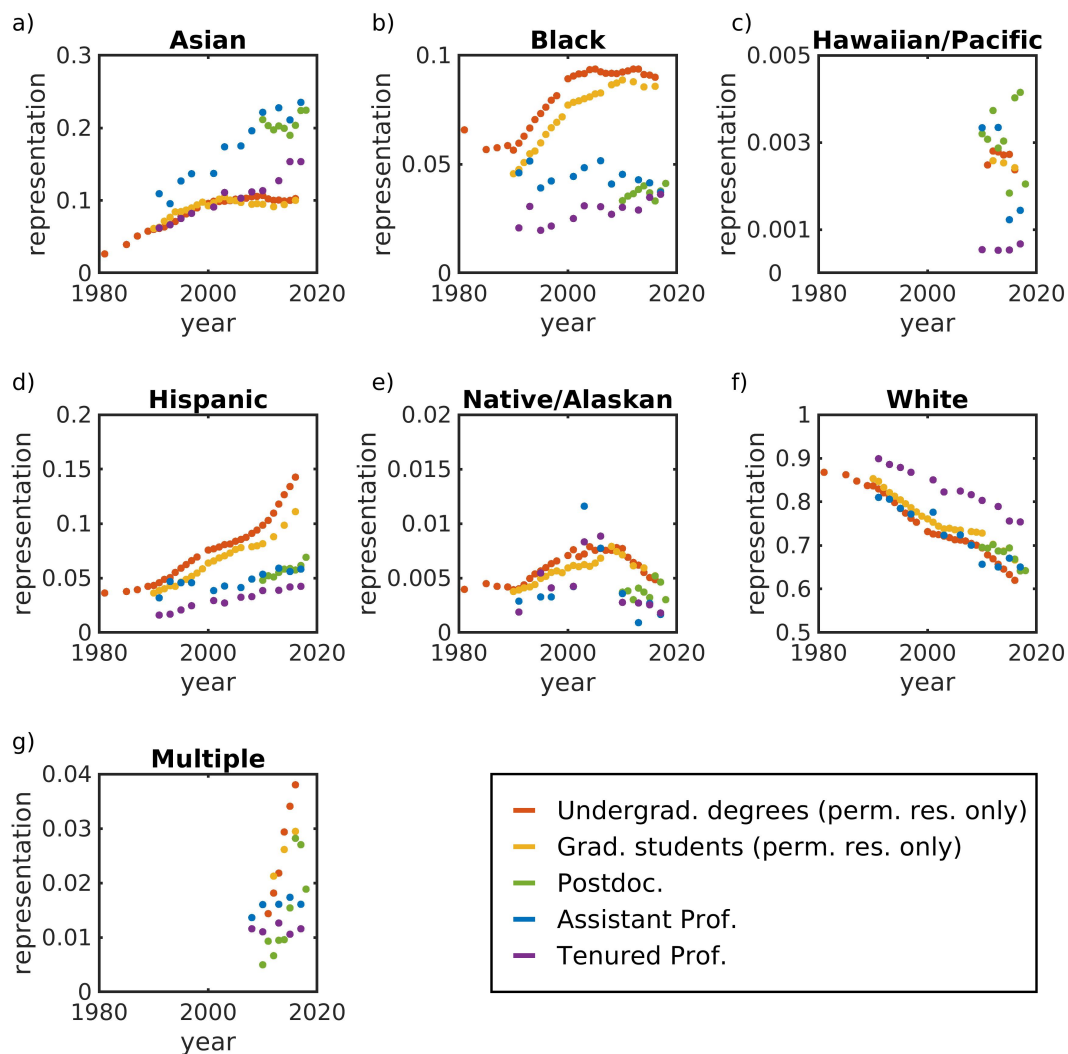 a)
Asian
0.3
0.2
0.1
0
representation
1980
2000
2020
year
b)
Black
0.1
0.05
0
representation
1980
2000
2020
year
c)
Hawaiian/Pacific
0.005
0.003
0.001
0
representation
1980
2000
2020
year
d)
Hispanic
0.2
0.15
0.1
0.05
0
representation
1980
2000
2020
year
e)
Native/Alaskan
0.02
0.015
0.01
0.005
0
representation
1980
2000
2020
year
f)
White
1
0.9
0.8
0.7
0.6
0.5
representation
1980
2000
2020
year
g)
Multiple
0.04
0.03
0.02
0.01
0
representation
1980
2000
2020
year
Undergrad. degrees (perm. res. only)
Grad. students (perm. res. only)
Postdoc.
Assistant Prof.
Tenured Prof.